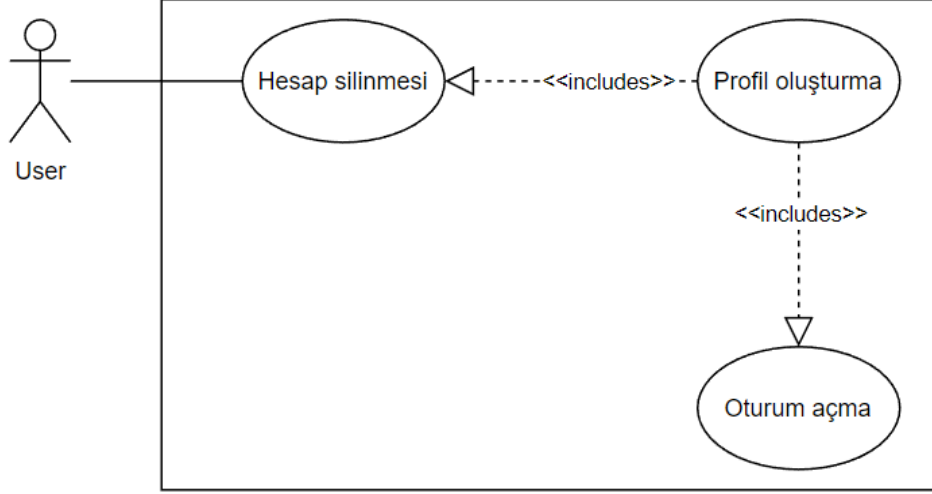 Hesap silinmesi
<<includes>>
Profil oluşturma
User
<<includes>>
Oturum açma